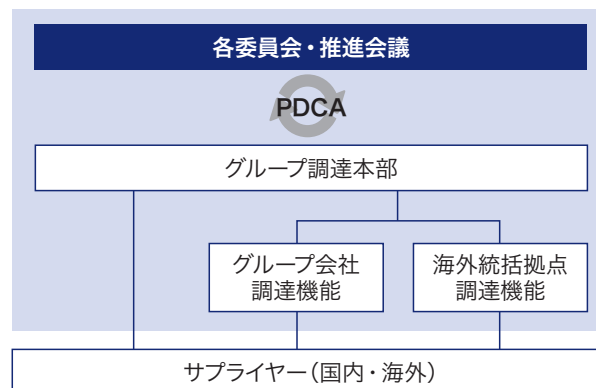 各委員会・推進会議
PDCA
グループ調達本部
グループ会社
調達機能
海外統括拠点
調達機能
サプライヤー（国内・海外）